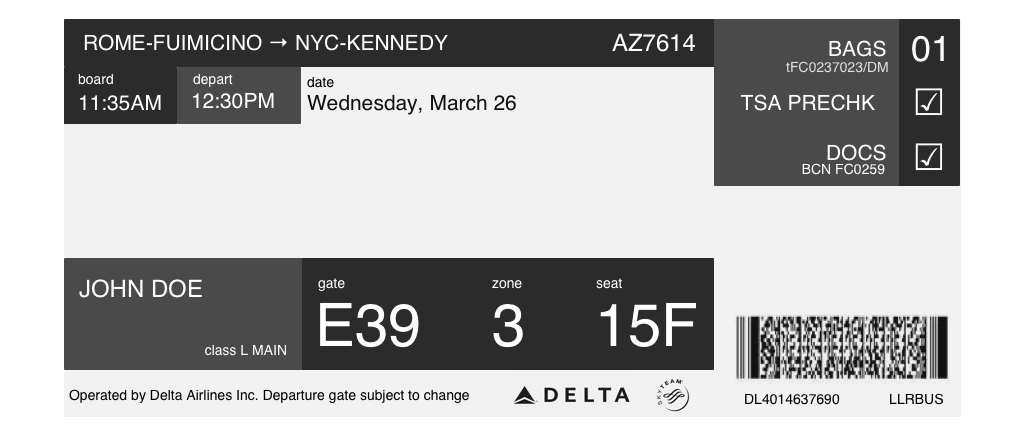 ROME-FUIMICINO → NYC-KENNEDY AZ7614
board depart date
11:35AM 12:30PM Wednesday, March 26
BAGS 01
tFC0237023/DM
TSA PRECHK ☑
DOCS ☑
BCN FC0259
JOHN DOE
class L MAIN
gate zone seat
E39 3 15F
Operated by Delta Airlines Inc. Departure gate subject to change
DELTA
SKYTEAM
DL4014637690 LLRBUS